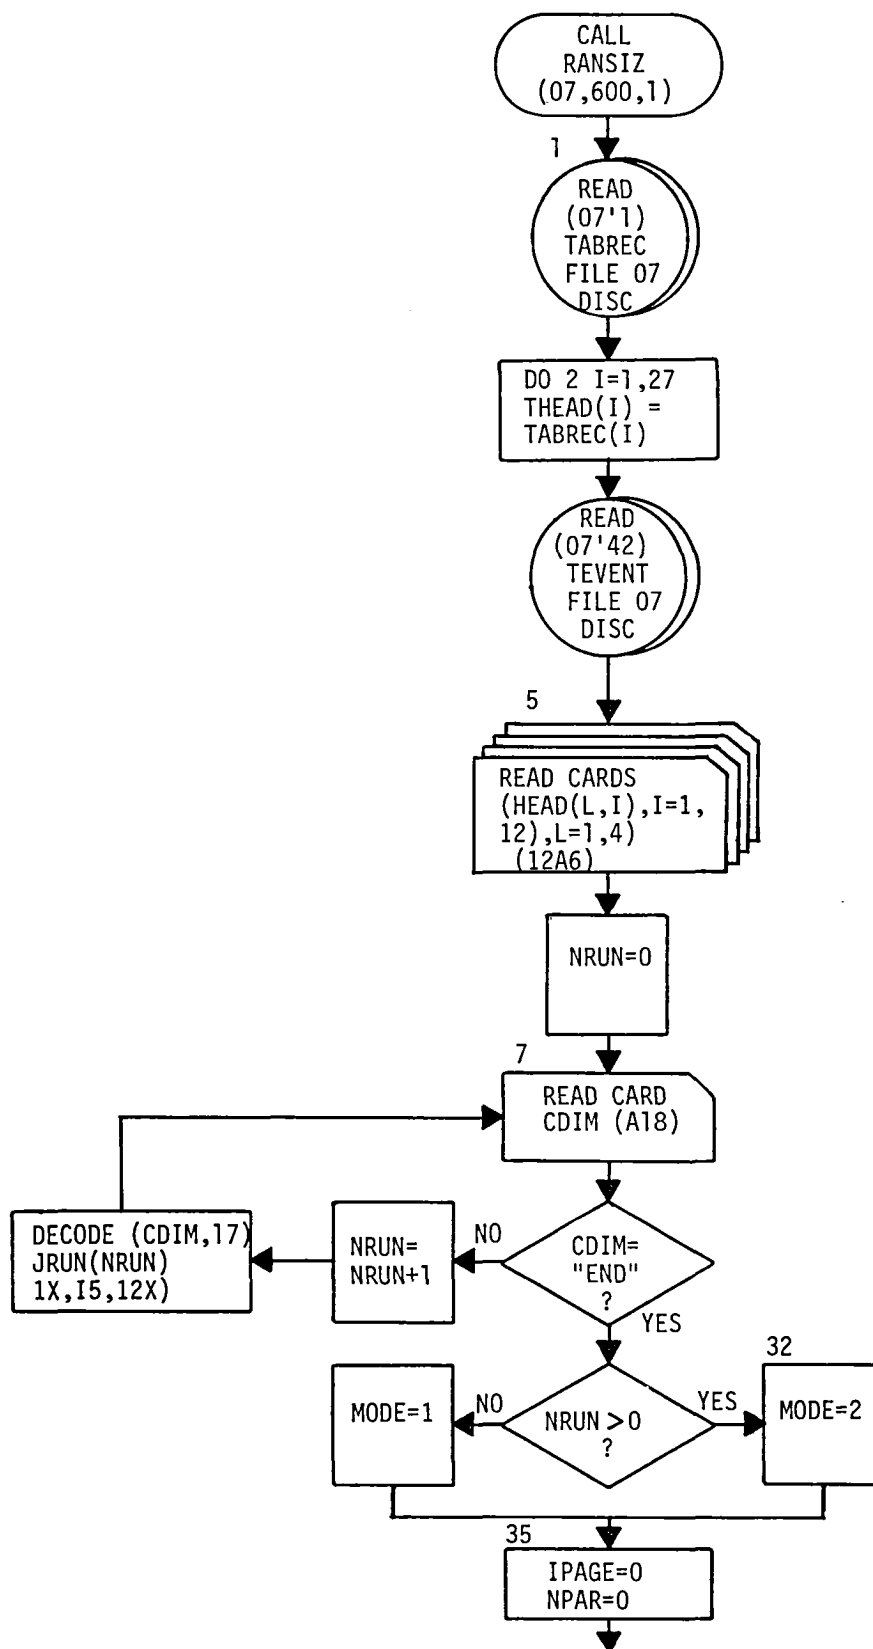 CALL
RANSIZ
(07,600,1)
1
READ
(07'1)
TABREC
FILE 07
DISC
DO 2 I=1,27
THEAD(I) =
TABREC(I)
READ
(07'42)
TEVENT
FILE 07
DISC
5
READ CARDS
(HEAD(L,I),I=1,
12),L=1,4)
(12A6)
NRUN=0
7
READ CARD
CDIM (A18)
DECODE (CDIM,17)
JRUN(NRUN)
1X,I5,12X)
NRUN=
NRUN+1
NO
CDIM=
"END"
?
YES
32
MODE=1
NO
NRUN>0
?
YES
MODE=2
35
IPAGE=0
NPAR=0